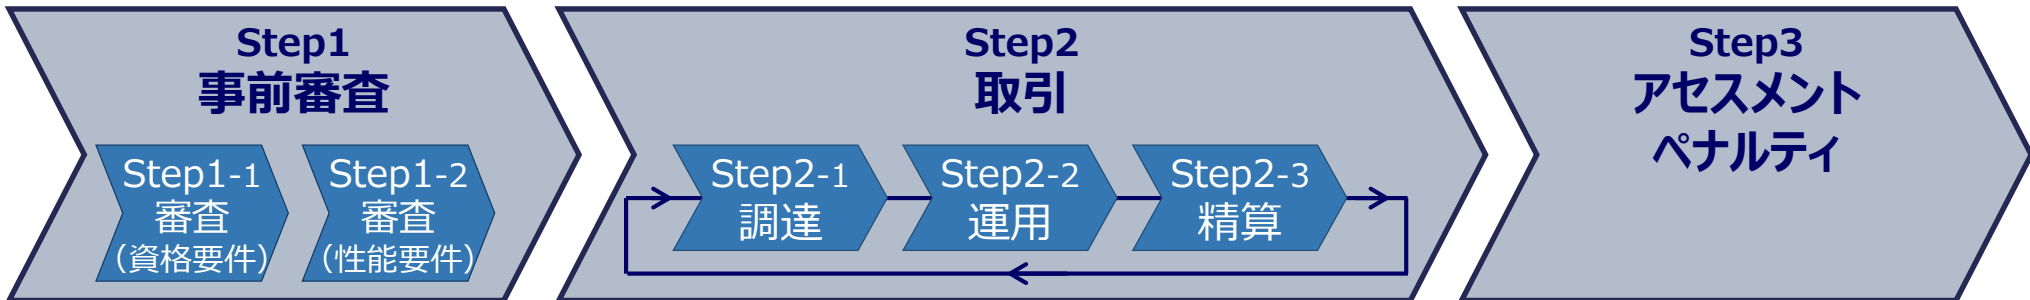 Step1
事前審査
Step1-1
審査
（資格要件）
Step1-2
審査
（性能要件）
Step2
取引
Step2-1
調達
Step2-2
運用
Step2-3
精算
Step3
アセスメント
ペナルティ